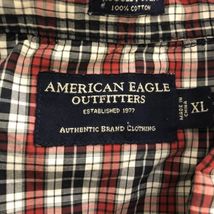 100% COTTON
AMERICAN EAGLE
OUTFITTERS
ESTABLISHED 1977
AUTHENTIC BRAND CLOTHING
XL
MADE IN
CHINA